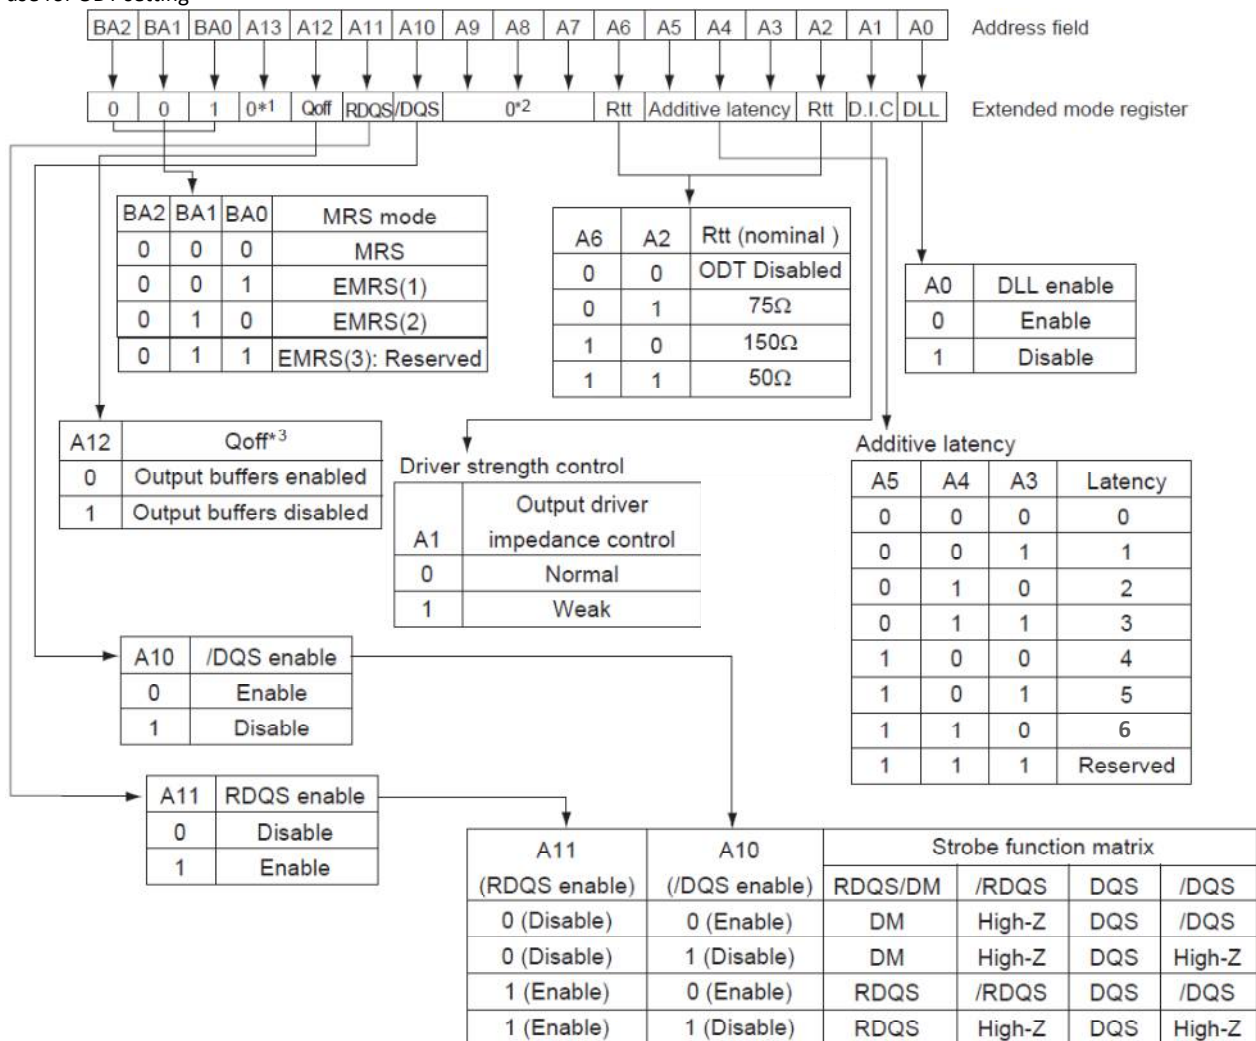 use for ODT setting
BA2 BA1 BA0 A13 A12 A11 A10 A9 A8 A7 A6 A5 A4 A3 A2 A1 A0 Address field
0 0 1 0*1 Qoff RDQS /DQS 0*2 Rtt Additive latency Rtt D.I.C DLL Extended mode register
BA2 BA1 BA0 MRS mode
0 0 0 MRS
0 0 1 EMRS(1)
0 1 0 EMRS(2)
0 1 1 EMRS(3): Reserved
A6 A2 Rtt (nominal )
0 0 ODT Disabled
0 1 75Ω
1 0 150Ω
1 1 50Ω
A0 DLL enable
0 Enable
1 Disable
A12 Qoff*3
0 Output buffers enabled
1 Output buffers disabled
Driver strength control
Output driver
A1 impedance control
0 Normal
1 Weak
Additive latency
A5 A4 A3 Latency
0 0 0 0
0 0 1 1
0 1 0 2
0 1 1 3
1 0 0 4
1 0 1 5
1 1 0 6
1 1 1 Reserved
A10 /DQS enable
0 Enable
1 Disable
A11 RDQS enable
0 Disable
1 Enable
A11 A10 Strobe function matrix
(RDQS enable) (/DQS enable) RDQS/DM /RDQS DQS /DQS
0 (Disable) 0 (Enable) DM High-Z DQS /DQS
0 (Disable) 1 (Disable) DM High-Z DQS High-Z
1 (Enable) 0 (Enable) RDQS /RDQS DQS /DQS
1 (Enable) 1 (Disable) RDQS High-Z DQS High-Z